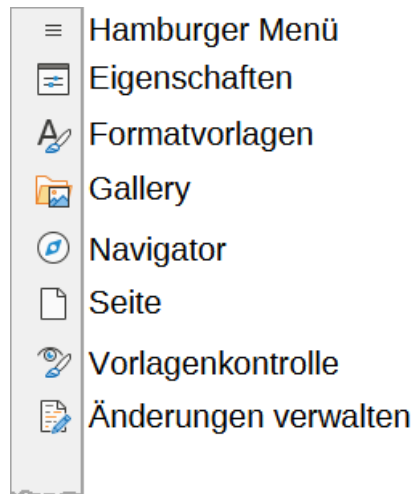 Hamburger Menü
Eigenschaften
Formatvorlagen
Gallery
Navigator
Seite
Vorlagenkontrolle
Änderungen verwalten